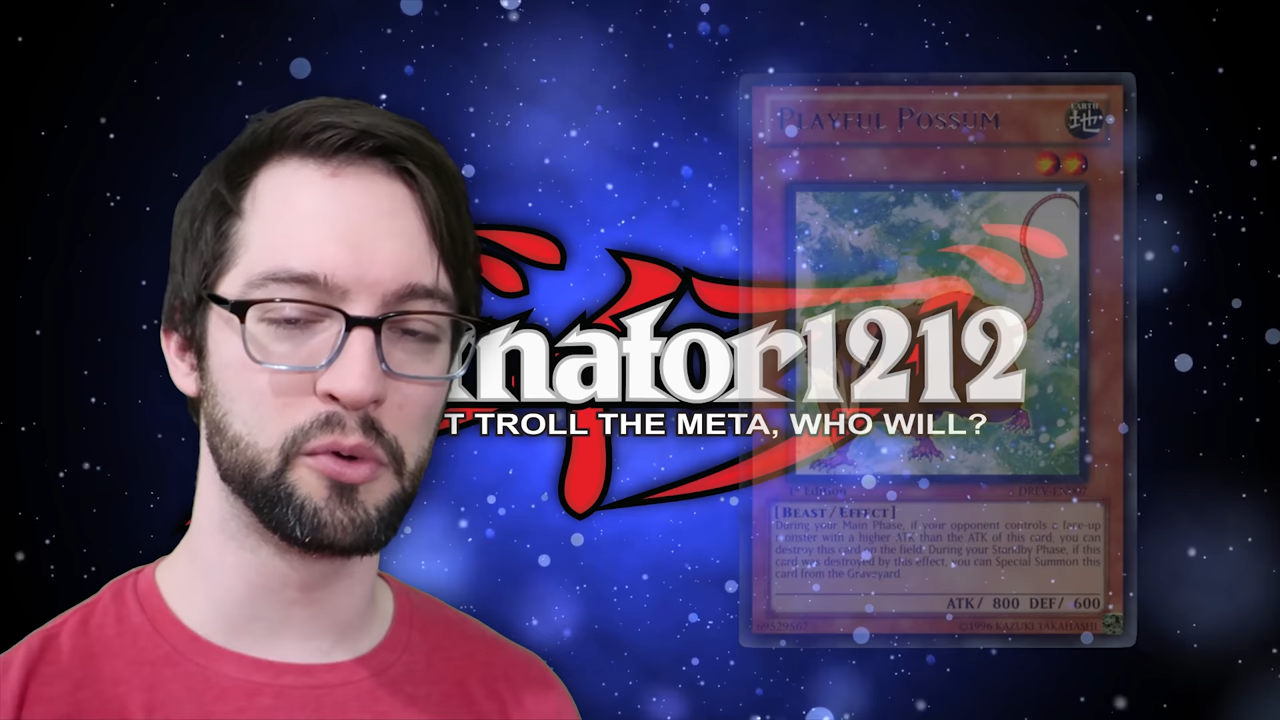 PLAYFUL POSSUM
EARTH
地
nator1212
T TROLL THE META, WHO WILL?
1st Edition
[BEAST / EFFECT]
During your Main Phase, if your opponent controls a face-up
monster with a higher ATK than the ATK of this card, you can
destroy this card on the field. During your Standby Phase, if this
card was destroyed by this effect, you can Special Summon this
card from the Graveyard.
ATK/ 800 DEF/ 600
©1996 KAZUKI TAKAHASHI